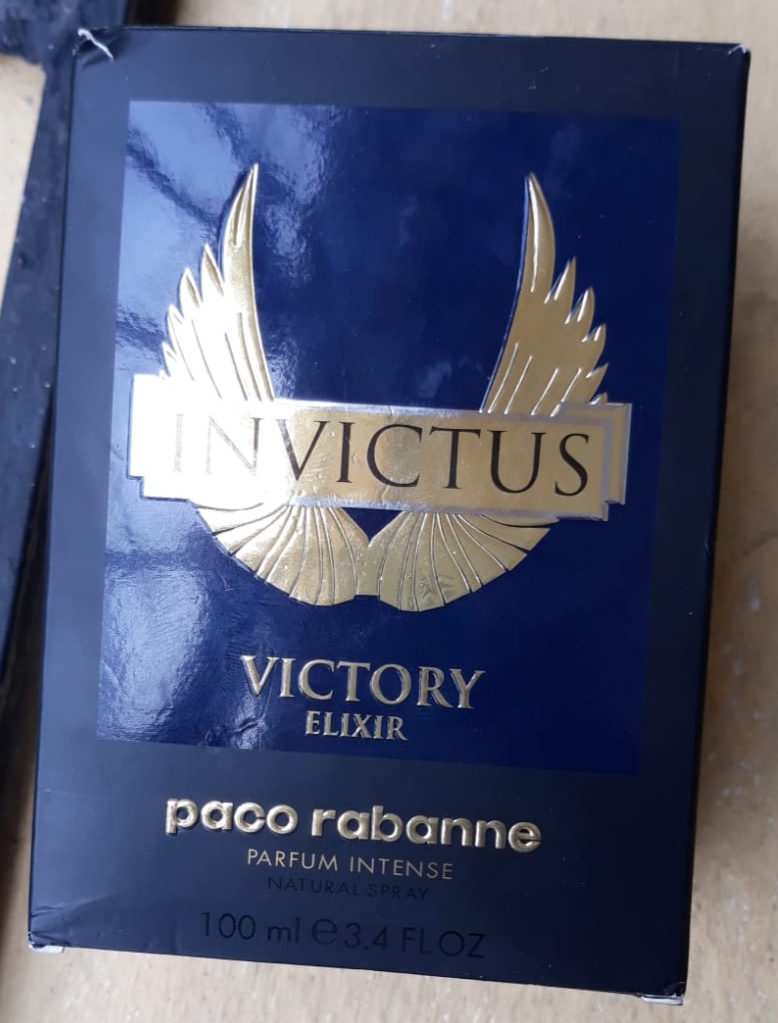 INVICTUS
VICTORY
ELIXIR
paco rabanne
PARFUM INTENSE
NATURAL SPRAY
100 ml ℮ 3.4 FL OZ